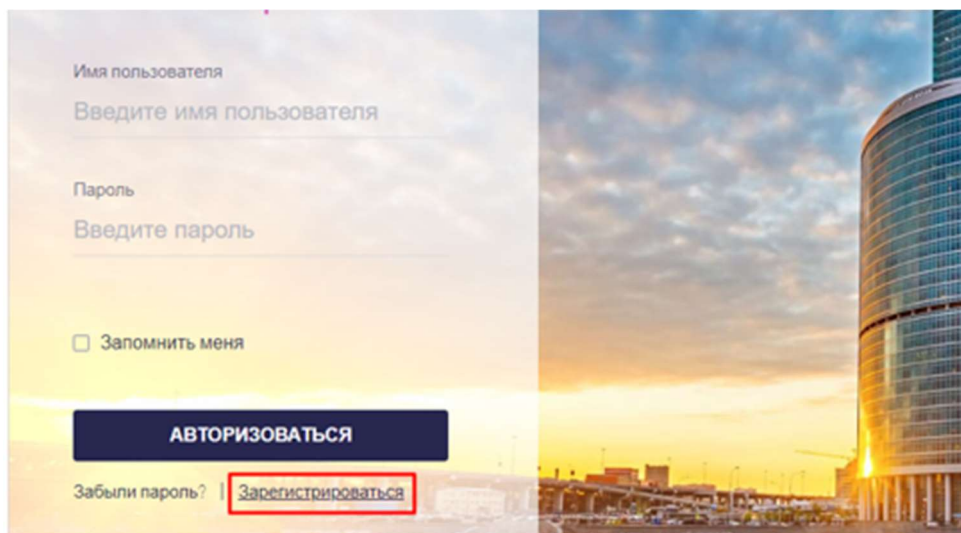 Имя пользователя
Введите имя пользователя
Пароль
Введите пароль
Запомнить меня
АВТОРИЗОВАТЬСЯ
Забыли пароль? | Зарегистрироваться